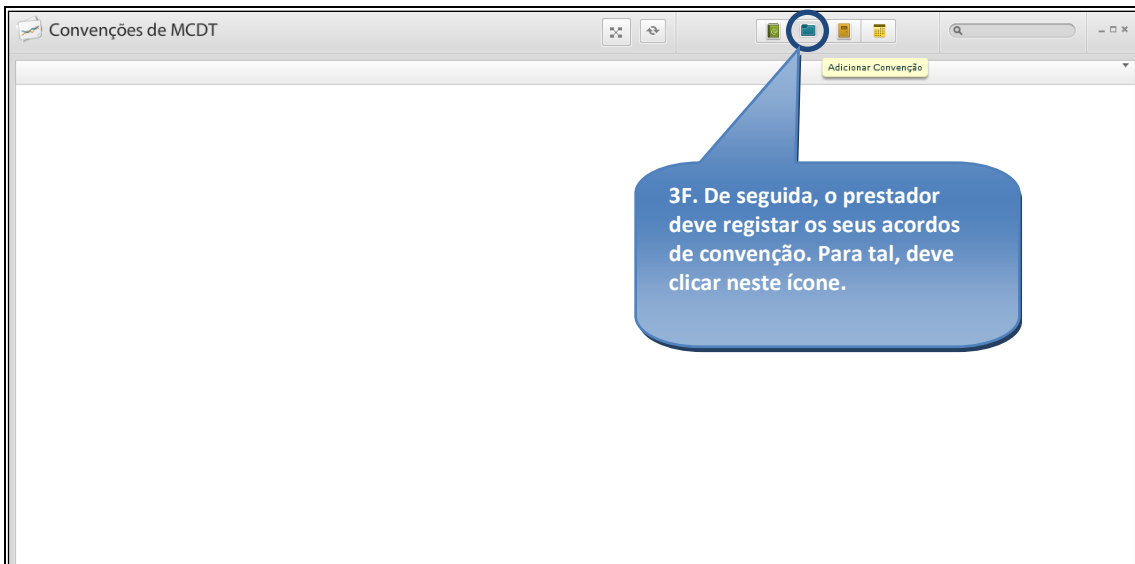 Convenções de MCDT
Adicionar Convenção
3F. De seguida, o prestador
deve registar os seus acordos
de convenção. Para tal, deve
clicar neste ícone.